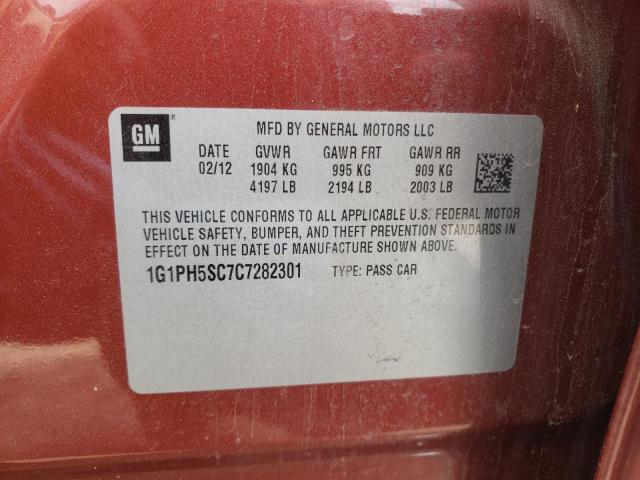 GM®
MFD BY GENERAL MOTORS LLC
DATE GVWR GAWR FRT GAWR RR
02/12 1904 KG 995 KG 909 KG
4197 LB 2194 LB 2003 LB
THIS VEHICLE CONFORMS TO ALL APPLICABLE U.S. FEDERAL MOTOR
VEHICLE SAFETY, BUMPER, AND THEFT PREVENTION STANDARDS IN
EFFECT ON THE DATE OF MANUFACTURE SHOWN ABOVE.
1G1PH5SC7C7282301 TYPE: PASS CAR